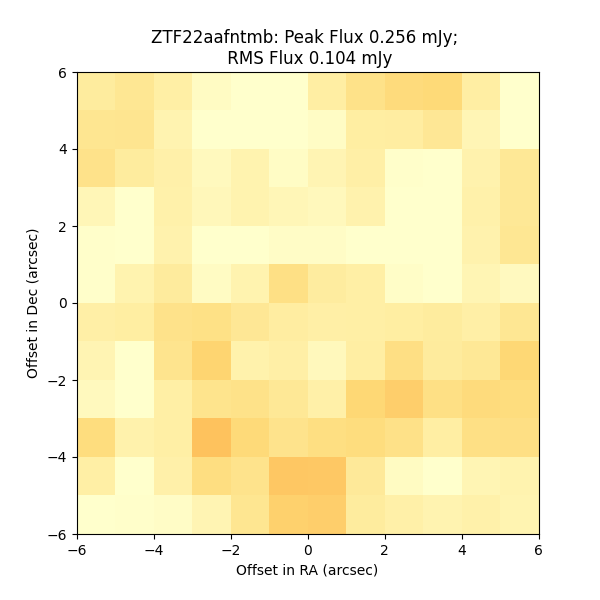 ZTF22aafntmb: Peak Flux 0.256 mJy;
RMS Flux 0.104 mJy
6
4
2
0
−2
−4
−6
Offset in Dec (arcsec)
−6 −4 −2 0 2 4 6
Offset in RA (arcsec)